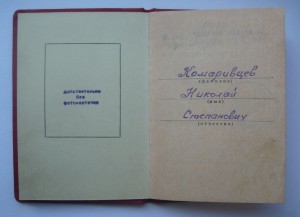 действительно
без
фотокарточки
Комаривцев
(фамилия)
Николай
(имя)
Степанович
(отчество)